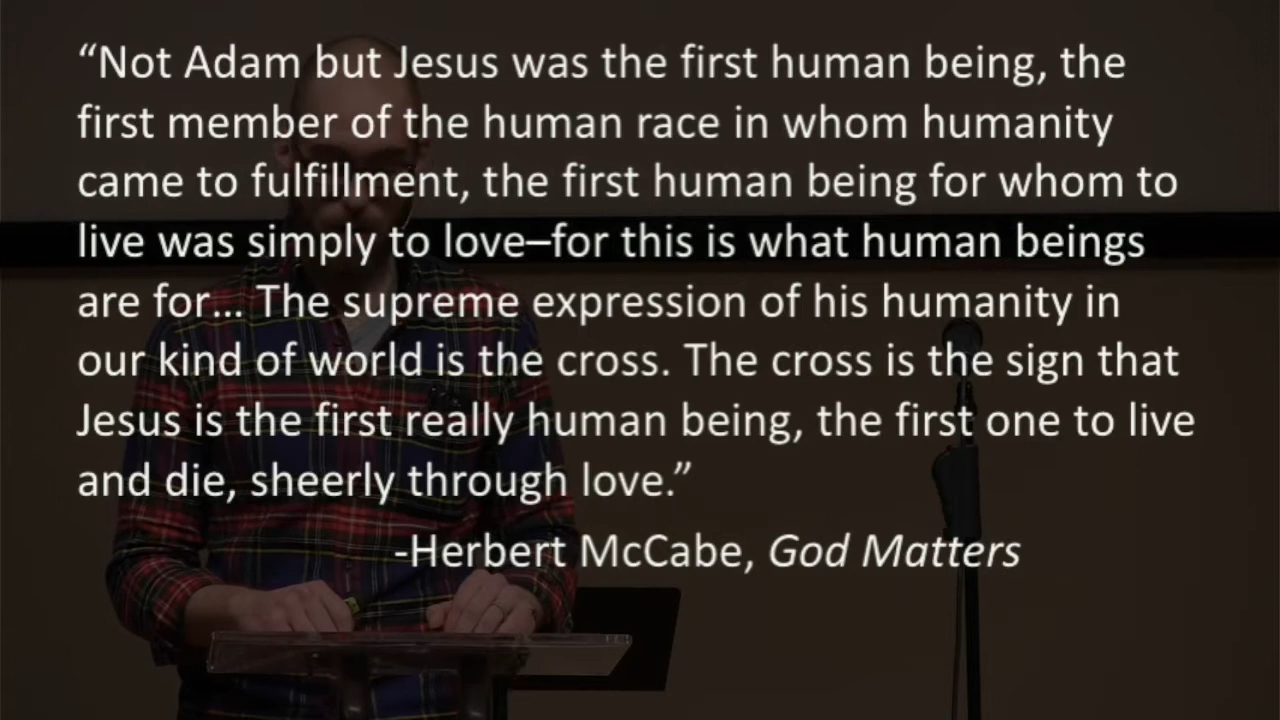 “Not Adam but Jesus was the first human being, the
first member of the human race in whom humanity
came to fulfillment, the first human being for whom to
live was simply to love–for this is what human beings
are for... The supreme expression of his humanity in
our kind of world is the cross. The cross is the sign that
Jesus is the first really human being, the first one to live
and die, sheerly through love.”
-Herbert McCabe, God Matters